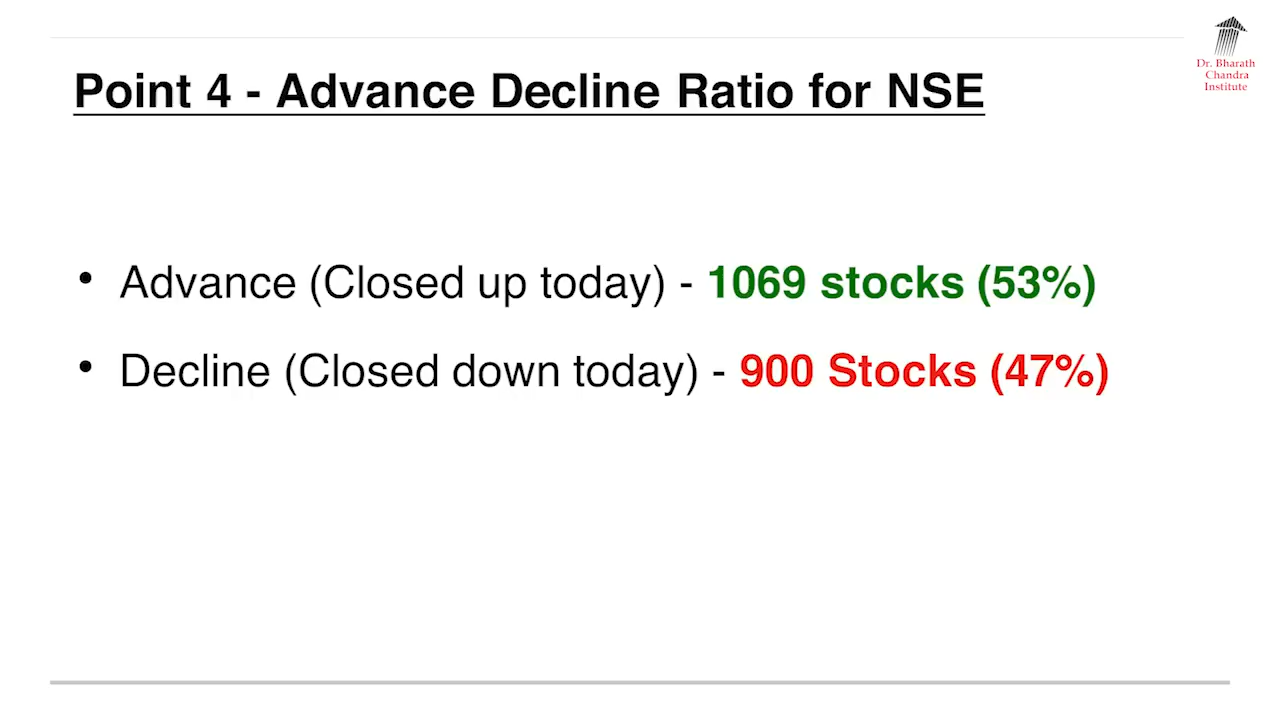 Dr. Bharath
Chandra
Institute
Point 4 - Advance Decline Ratio for NSE
• Advance (Closed up today) - 1069 stocks (53%)
• Decline (Closed down today) - 900 Stocks (47%)